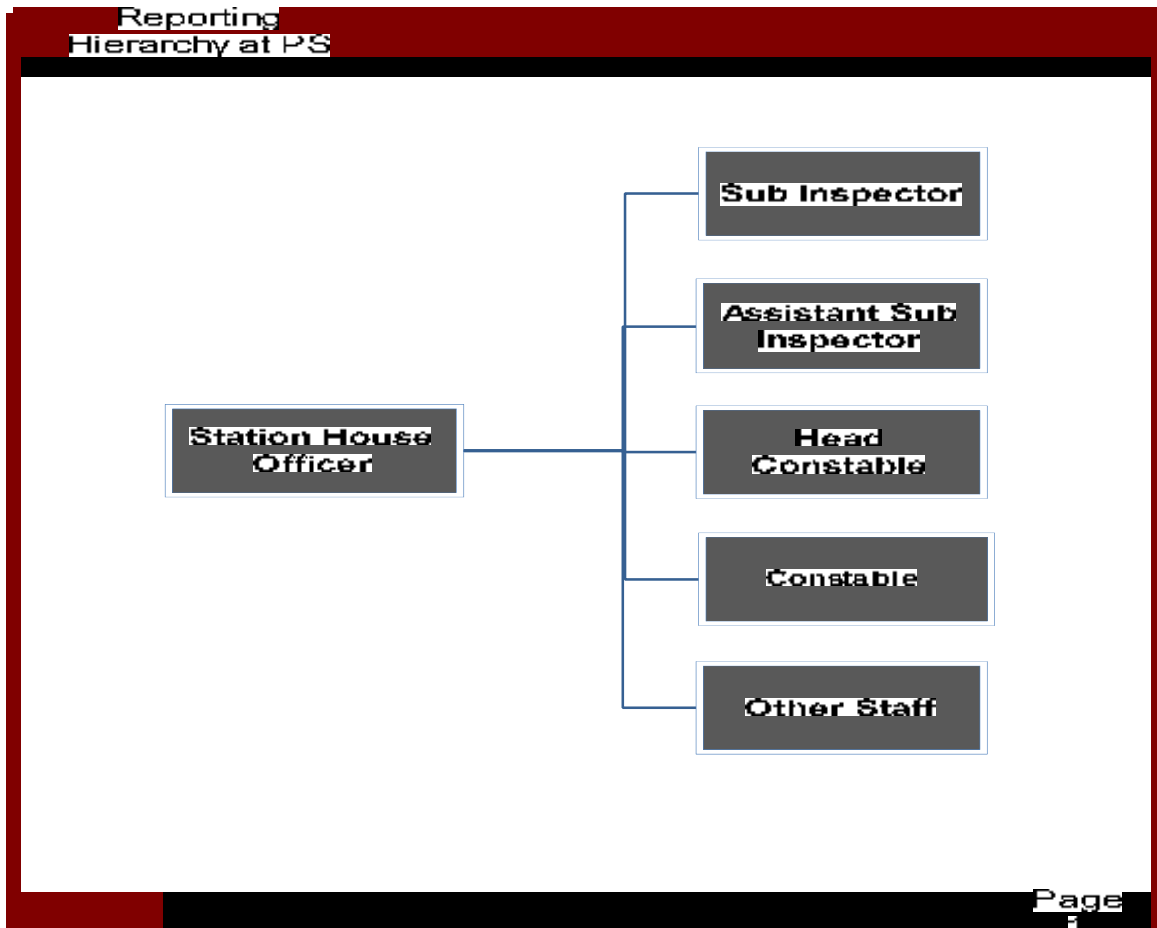 Reporting
Hierarchy at PS
Sub Inspector
Assistant Sub
Inspector
Station House
Officer
Head
Constable
Constable
Other Staff
Page